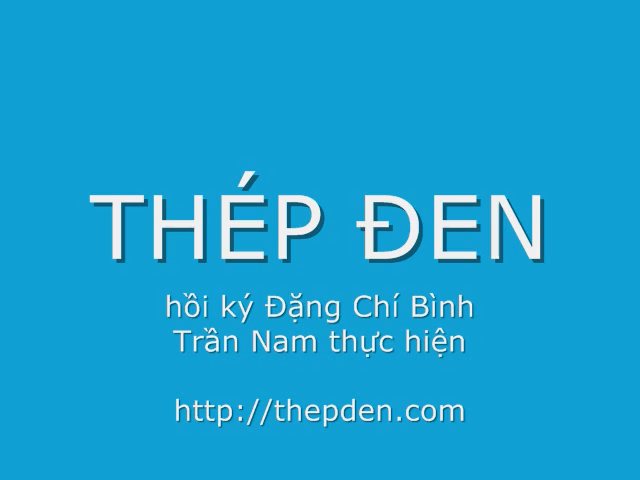 THÉP ĐEN
hồi ký Đặng Chí Bình
Trần Nam thực hiện
http://thepden.com